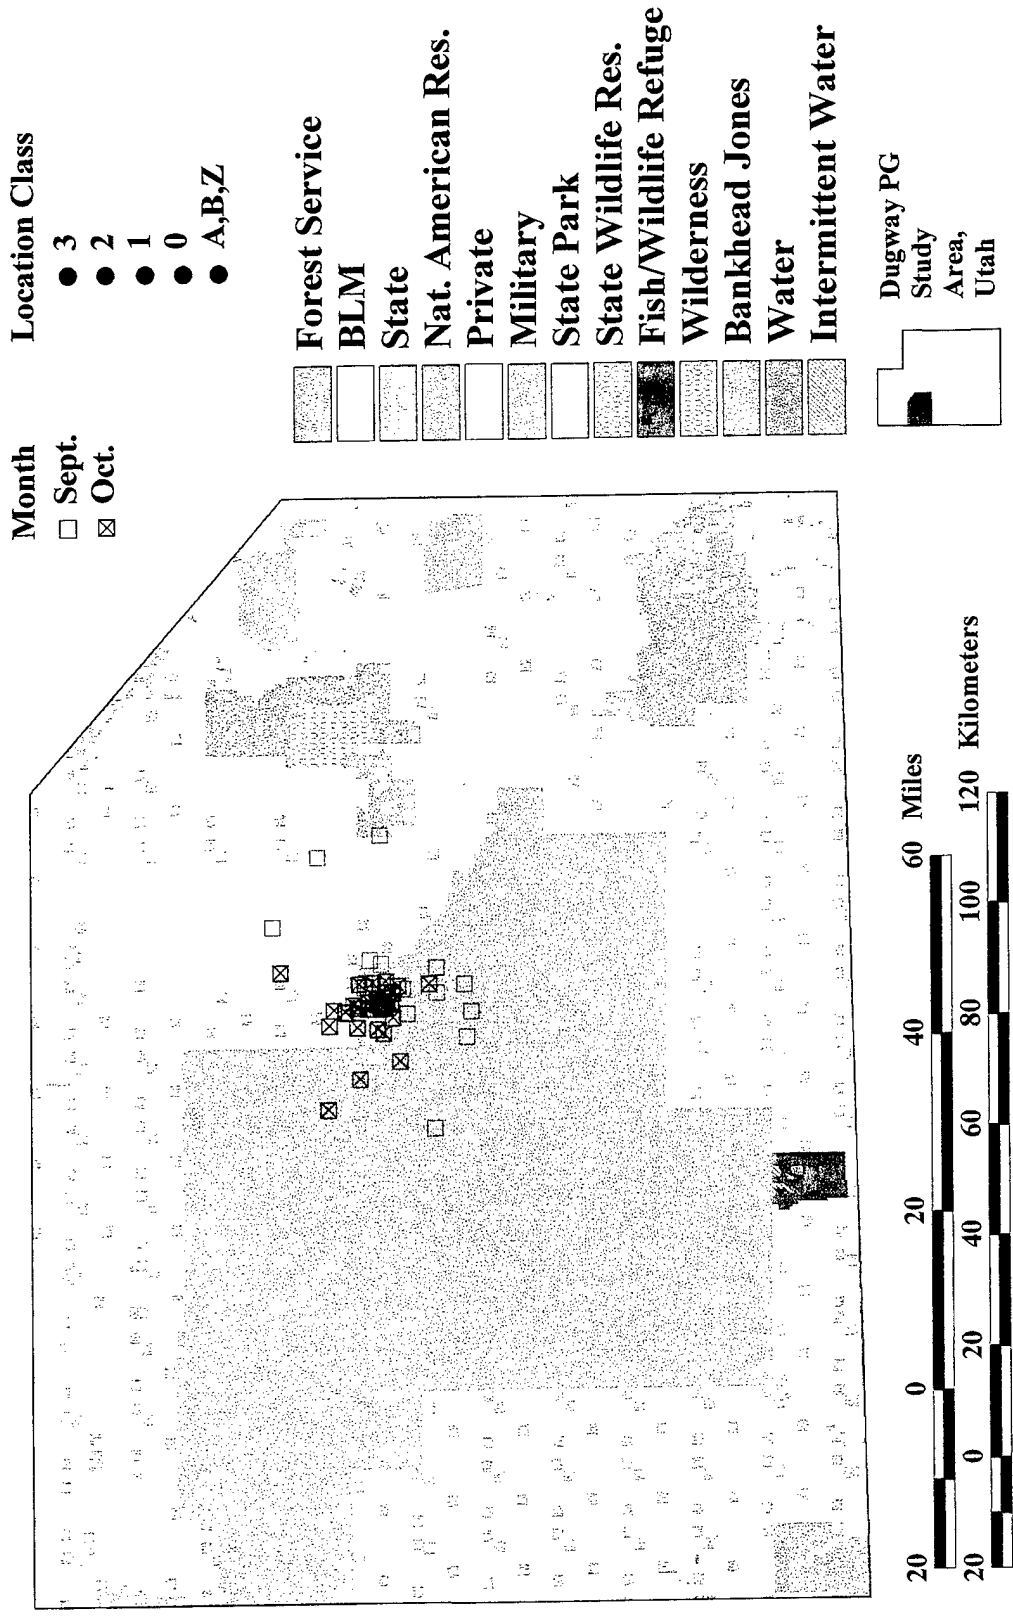 Month
Sept.
Oct.
Location Class
3
2
1
0
A,B,Z
Forest Service
BLM
State
Nat. American Res.
Private
Military
State Park
State Wildlife Res.
Fish/Wildlife Refuge
Wilderness
Bankhead Jones
Water
Intermittent Water
Dugway PG
Study
Area,
Utah
20 0 20 40 60 Miles
20 0 20 40 60 80 100 120 Kilometers